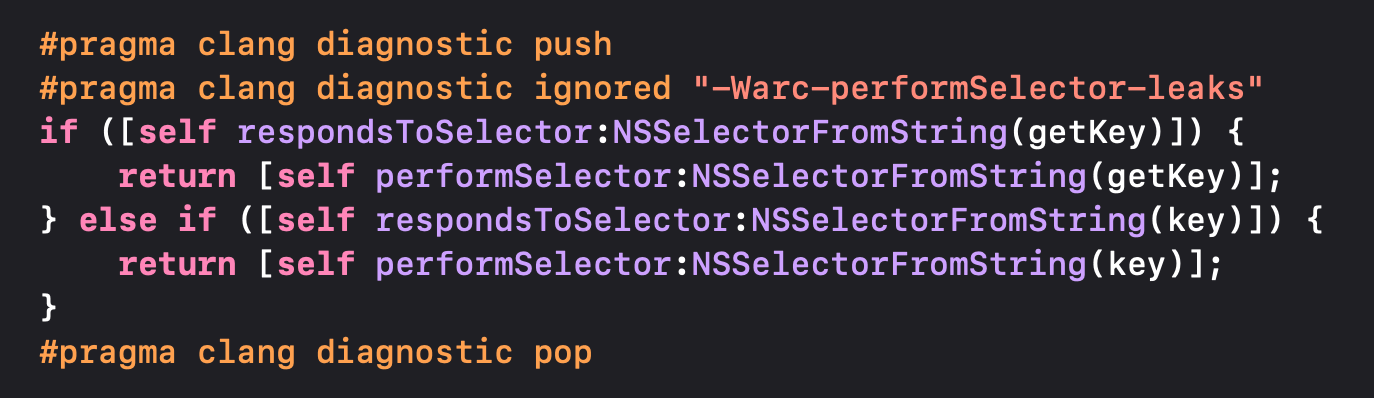 #pragma clang diagnostic push
#pragma clang diagnostic ignored "-Warc-performSelector-leaks"
if ([self respondsToSelector:NSSelectorFromString(getKey)]) {
    return [self performSelector:NSSelectorFromString(getKey)];
} else if ([self respondsToSelector:NSSelectorFromString(key)]) {
    return [self performSelector:NSSelectorFromString(key)];
}
#pragma clang diagnostic pop